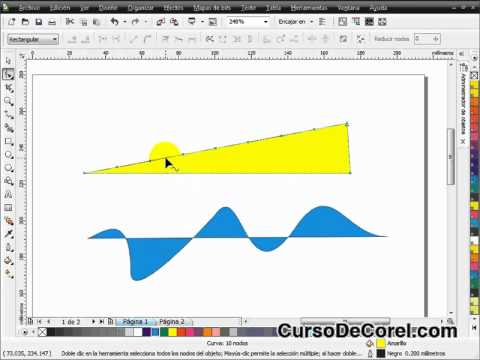 Archivo Edición Ver Diseño Organizar Efectos Mapas de bits Texto Tabla Herramientas Ventana Ayuda
248% Encajar en
Rectangular Reducir nodos 0
milímetros
Administrador de objetos
1 de 2 Página 1 Página 2
CursoDeCorel.com
Curva: 10 nodos
Amarillo
(73.035, 234.147) Doble clic en la herramienta selecciona todos los nodos del objeto; Mayús-clic permite la selección múltiple; al hacer doble... Negro 0.200 milímetros